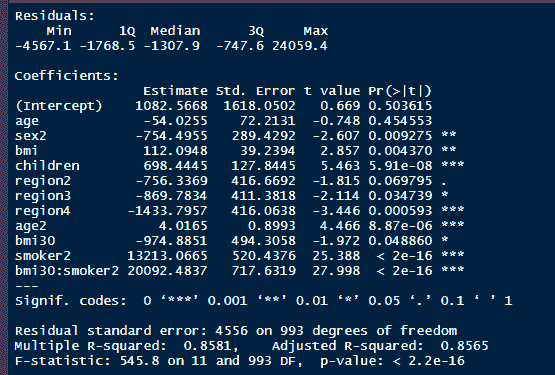 Residuals:
Min 1Q Median 3Q Max
-4567.1 -1768.5 -1307.9 -747.6 24059.4
Coefficients:
Estimate Std. Error t value Pr(>|t|)
(Intercept) 1082.5668 1618.0502 0.669 0.503615
age -54.0255 72.2131 -0.748 0.454553
sex2 -754.4955 289.4292 -2.607 0.009275 **
bmi 112.0948 39.2394 2.857 0.004370 **
children 698.4445 127.8445 5.463 5.91e-08 ***
region2 -756.3369 416.6692 -1.815 0.069795 .
region3 -869.7834 411.3818 -2.114 0.034739 *
region4 -1433.7957 416.0638 -3.446 0.000593 ***
age2 4.0165 0.8993 4.466 8.87e-06 ***
bmi30 -974.8851 494.3058 -1.972 0.048860 *
smoker2 13213.0665 520.4376 25.388 < 2e-16 ***
bmi30:smoker2 20092.4837 717.6319 27.998 < 2e-16 ***
---
Signif. codes: 0 ‘***’ 0.001 ‘**’ 0.01 ‘*’ 0.05 ‘.’ 0.1 ‘ ’ 1
Residual standard error: 4556 on 993 degrees of freedom
Multiple R-squared: 0.8581, Adjusted R-squared: 0.8565
F-statistic: 545.8 on 11 and 993 DF, p-value: < 2.2e-16